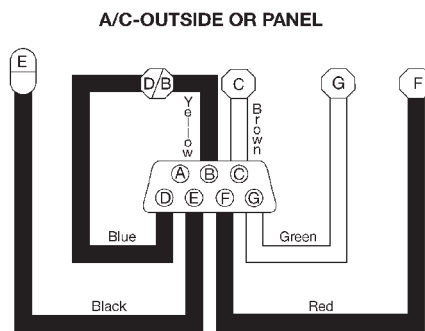 A/C-OUTSIDE OR PANEL
E
D/B
C
G
F
Yellow
Brown
A B C
D E F G
Blue
Green
Black
Red